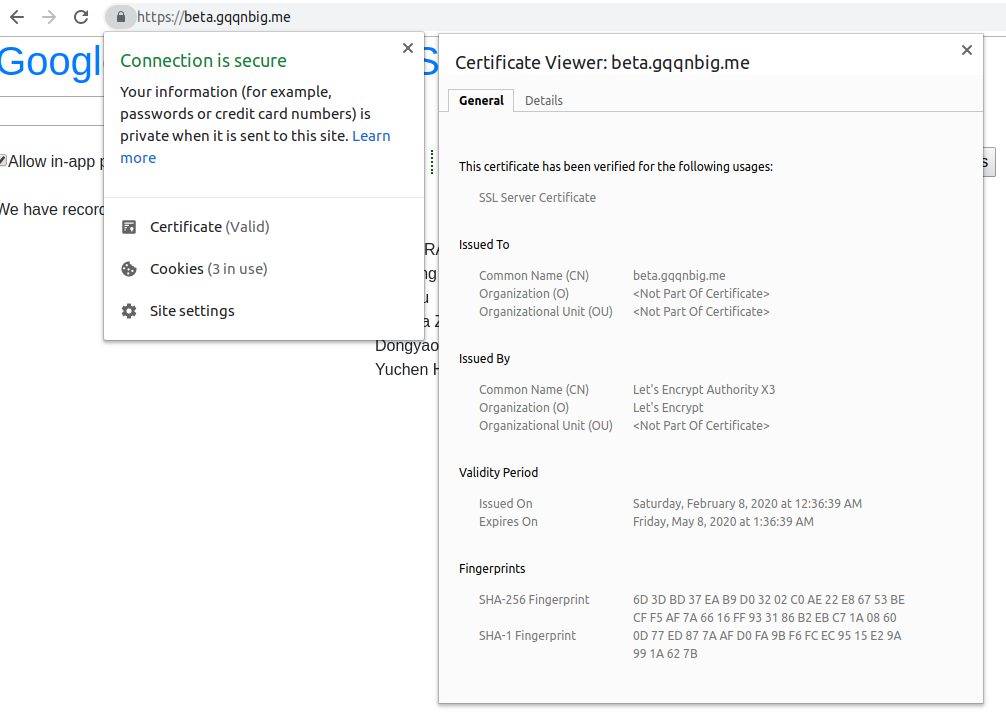 https://beta.gqqnbig.me
Googl
S
Connection is secure
Your information (for example,
passwords or credit card numbers) is
private when it is sent to this site. Learn
more
Certificate (Valid)
Cookies (3 in use)
Site settings
Allow in-app p
s
We have record
RA
ng
u
a Z
Dongyao
Yuchen H
Certificate Viewer: beta.gqqnbig.me
General Details
This certificate has been verified for the following usages:
SSL Server Certificate
Issued To
Common Name (CN) beta.gqqnbig.me
Organization (O) <Not Part Of Certificate>
Organizational Unit (OU) <Not Part Of Certificate>
Issued By
Common Name (CN) Let's Encrypt Authority X3
Organization (O) Let's Encrypt
Organizational Unit (OU) <Not Part Of Certificate>
Validity Period
Issued On Saturday, February 8, 2020 at 12:36:39 AM
Expires On Friday, May 8, 2020 at 1:36:39 AM
Fingerprints
SHA-256 Fingerprint 6D 3D BD 37 EA B9 D0 32 02 C0 AE 22 E8 67 53 BE
CF F5 AF 7A 66 16 FF 93 31 86 B2 EB C7 1A 08 60
SHA-1 Fingerprint 0D 77 ED 87 7A AF D0 FA 9B F6 FC EC 95 15 E2 9A
99 1A 62 7B